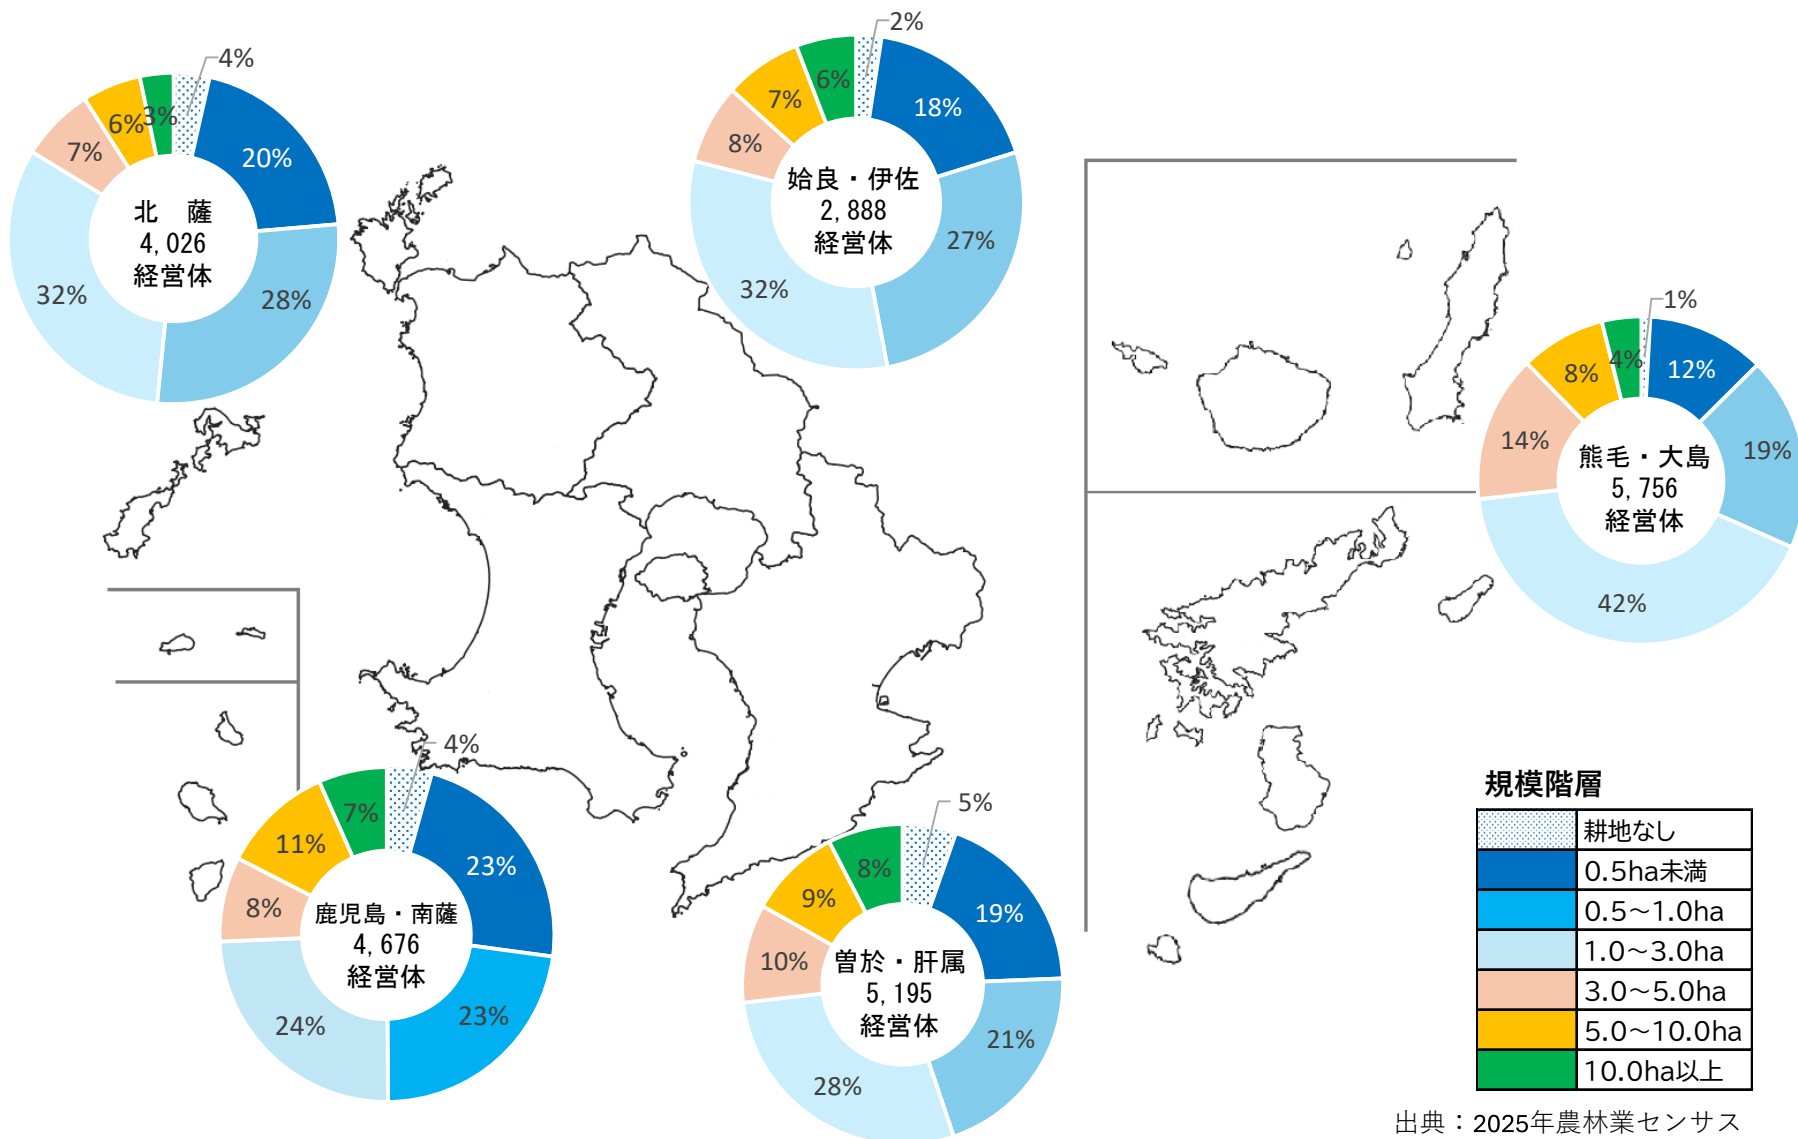 4%
20%
28%
32%
7%
6%
3%
北　薩
4,026
経営体
2%
18%
27%
32%
8%
7%
6%
姶良・伊佐
2,888
経営体
1%
12%
19%
42%
14%
8%
4%
熊毛・大島
5,756
経営体
4%
23%
23%
24%
8%
11%
7%
鹿児島・南薩
4,676
経営体
5%
19%
21%
28%
10%
9%
8%
曽於・肝属
5,195
経営体
規模階層
耕地なし
0.5ha未満
0.5～1.0ha
1.0～3.0ha
3.0～5.0ha
5.0～10.0ha
10.0ha以上
出典：2025年農林業センサス